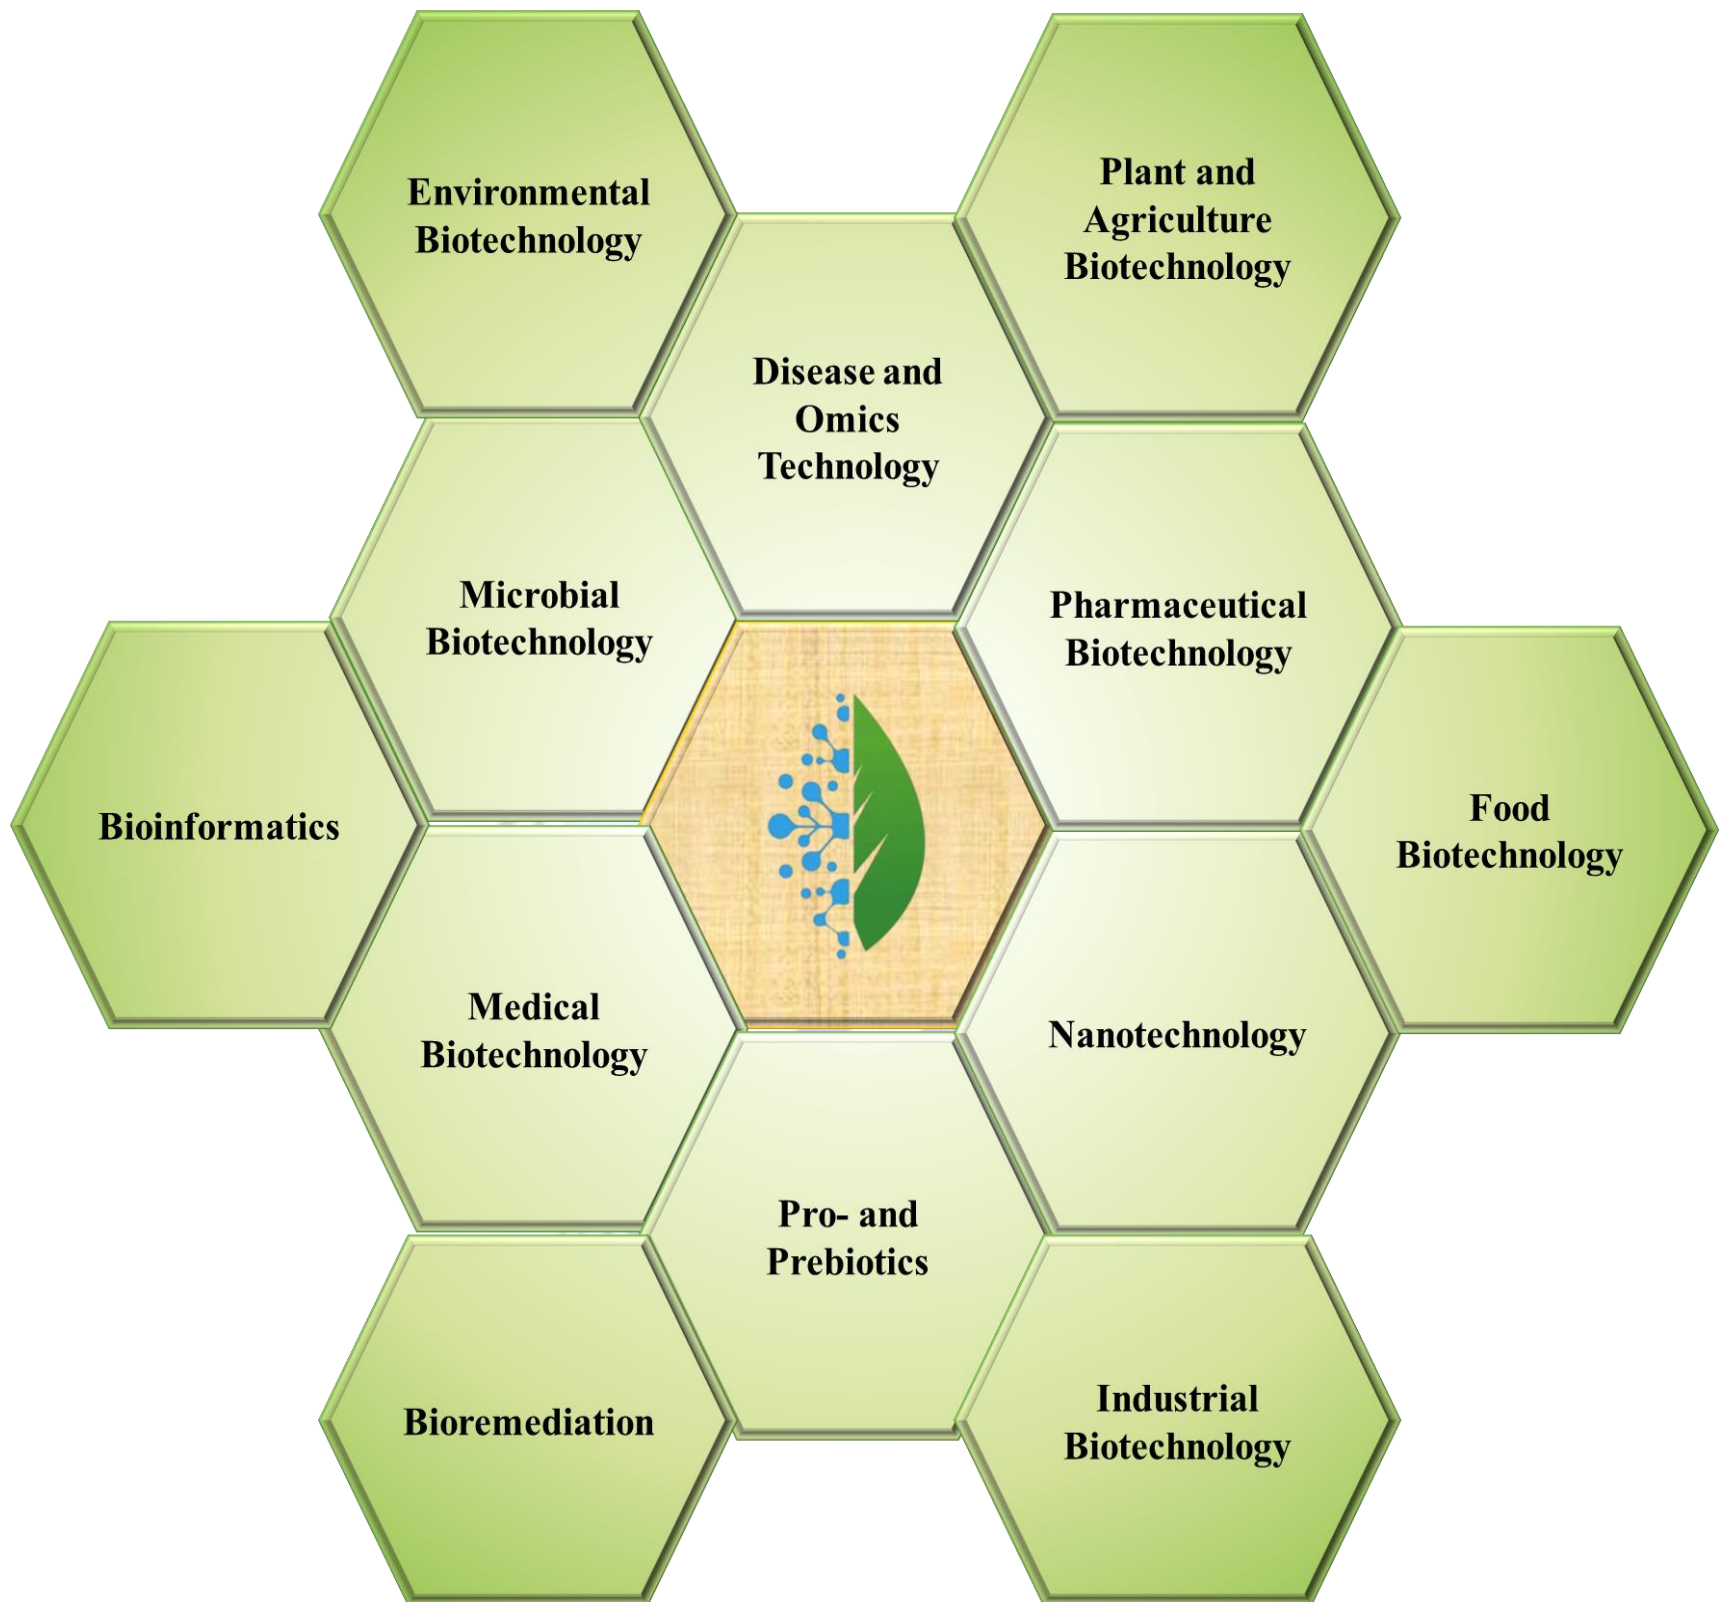 Environmental
Biotechnology
Plant and
Agriculture
Biotechnology
Disease and
Omics
Technology
Microbial
Biotechnology
Pharmaceutical
Biotechnology
Bioinformatics
Food
Biotechnology
Medical
Biotechnology
Nanotechnology
Pro- and
Prebiotics
Bioremediation
Industrial
Biotechnology